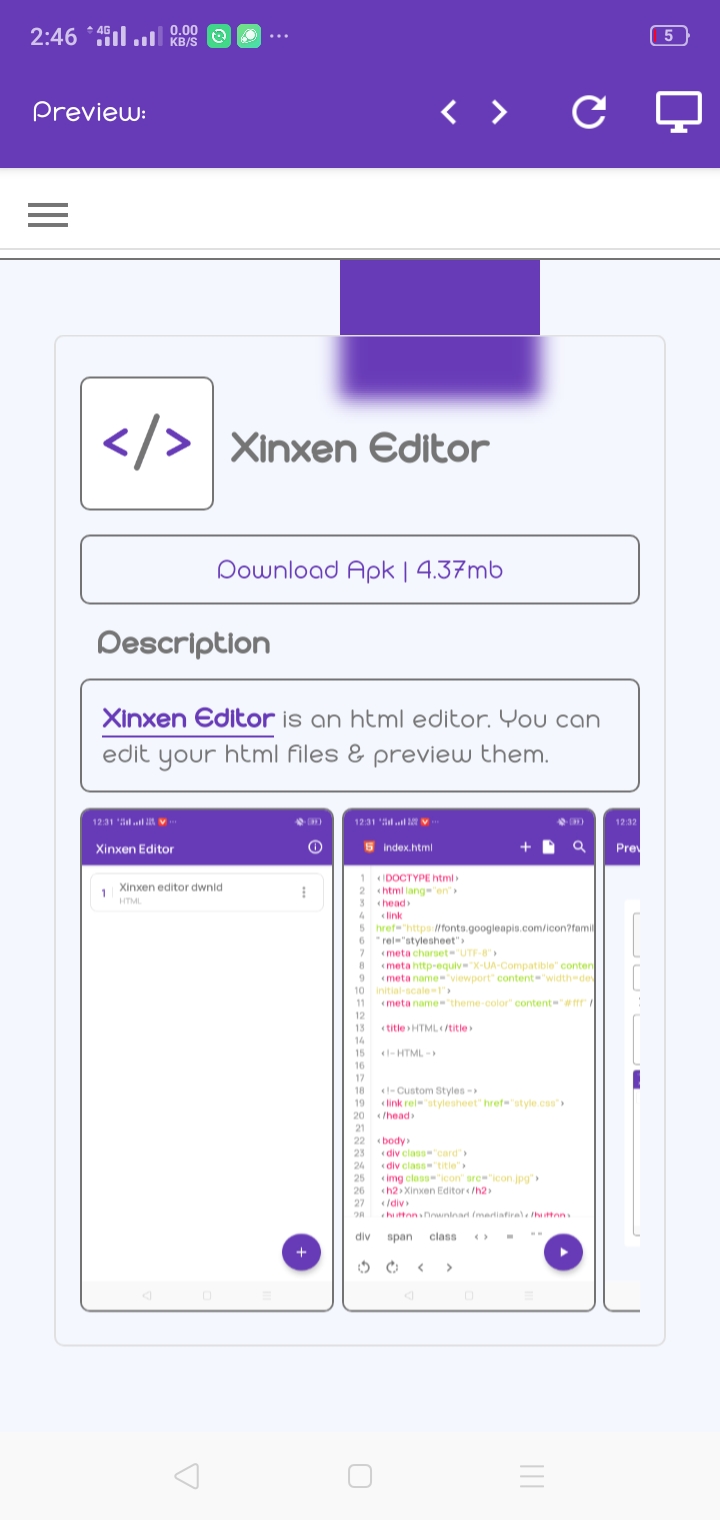 2:46 4G 0.00 KB/S ... 5
Preview:
</>
Xinxen Editor
Download Apk | 4.37mb
Description
Xinxen Editor is an html editor. You can
edit your html files & preview them.
12:31
Xinxen Editor
1 Xinxen editor dwnld
HTML
+
12:31
index.html
1 <!DOCTYPE html>
2 <html lang="en">
3 <head>
4 <link
5 href="https://fonts.googleapis.com/icon?famil
6 " rel="stylesheet">
7 <meta charset="UTF-8">
8 <meta http-equiv="X-UA-Compatible" conten
9 <meta name="viewport" content="width=dev
10 initial-scale=1">
11 <meta name="theme-color" content="#fff" /
12
13 <title>HTML</title>
14
15 <!-- HTML -->
16
17
18 <!-- Custom Styles -->
19 <link rel="stylesheet" href="style.css">
20 </head>
21
22 <body>
23 <div class="card">
24 <div class="title">
25 <img class="icon" src="icon.jpg">
26 <h2>Xinxen Editor</h2>
27 </div>
28 <button>Download (mediafire)</button>
div span class <> = ""
12:32
Prev